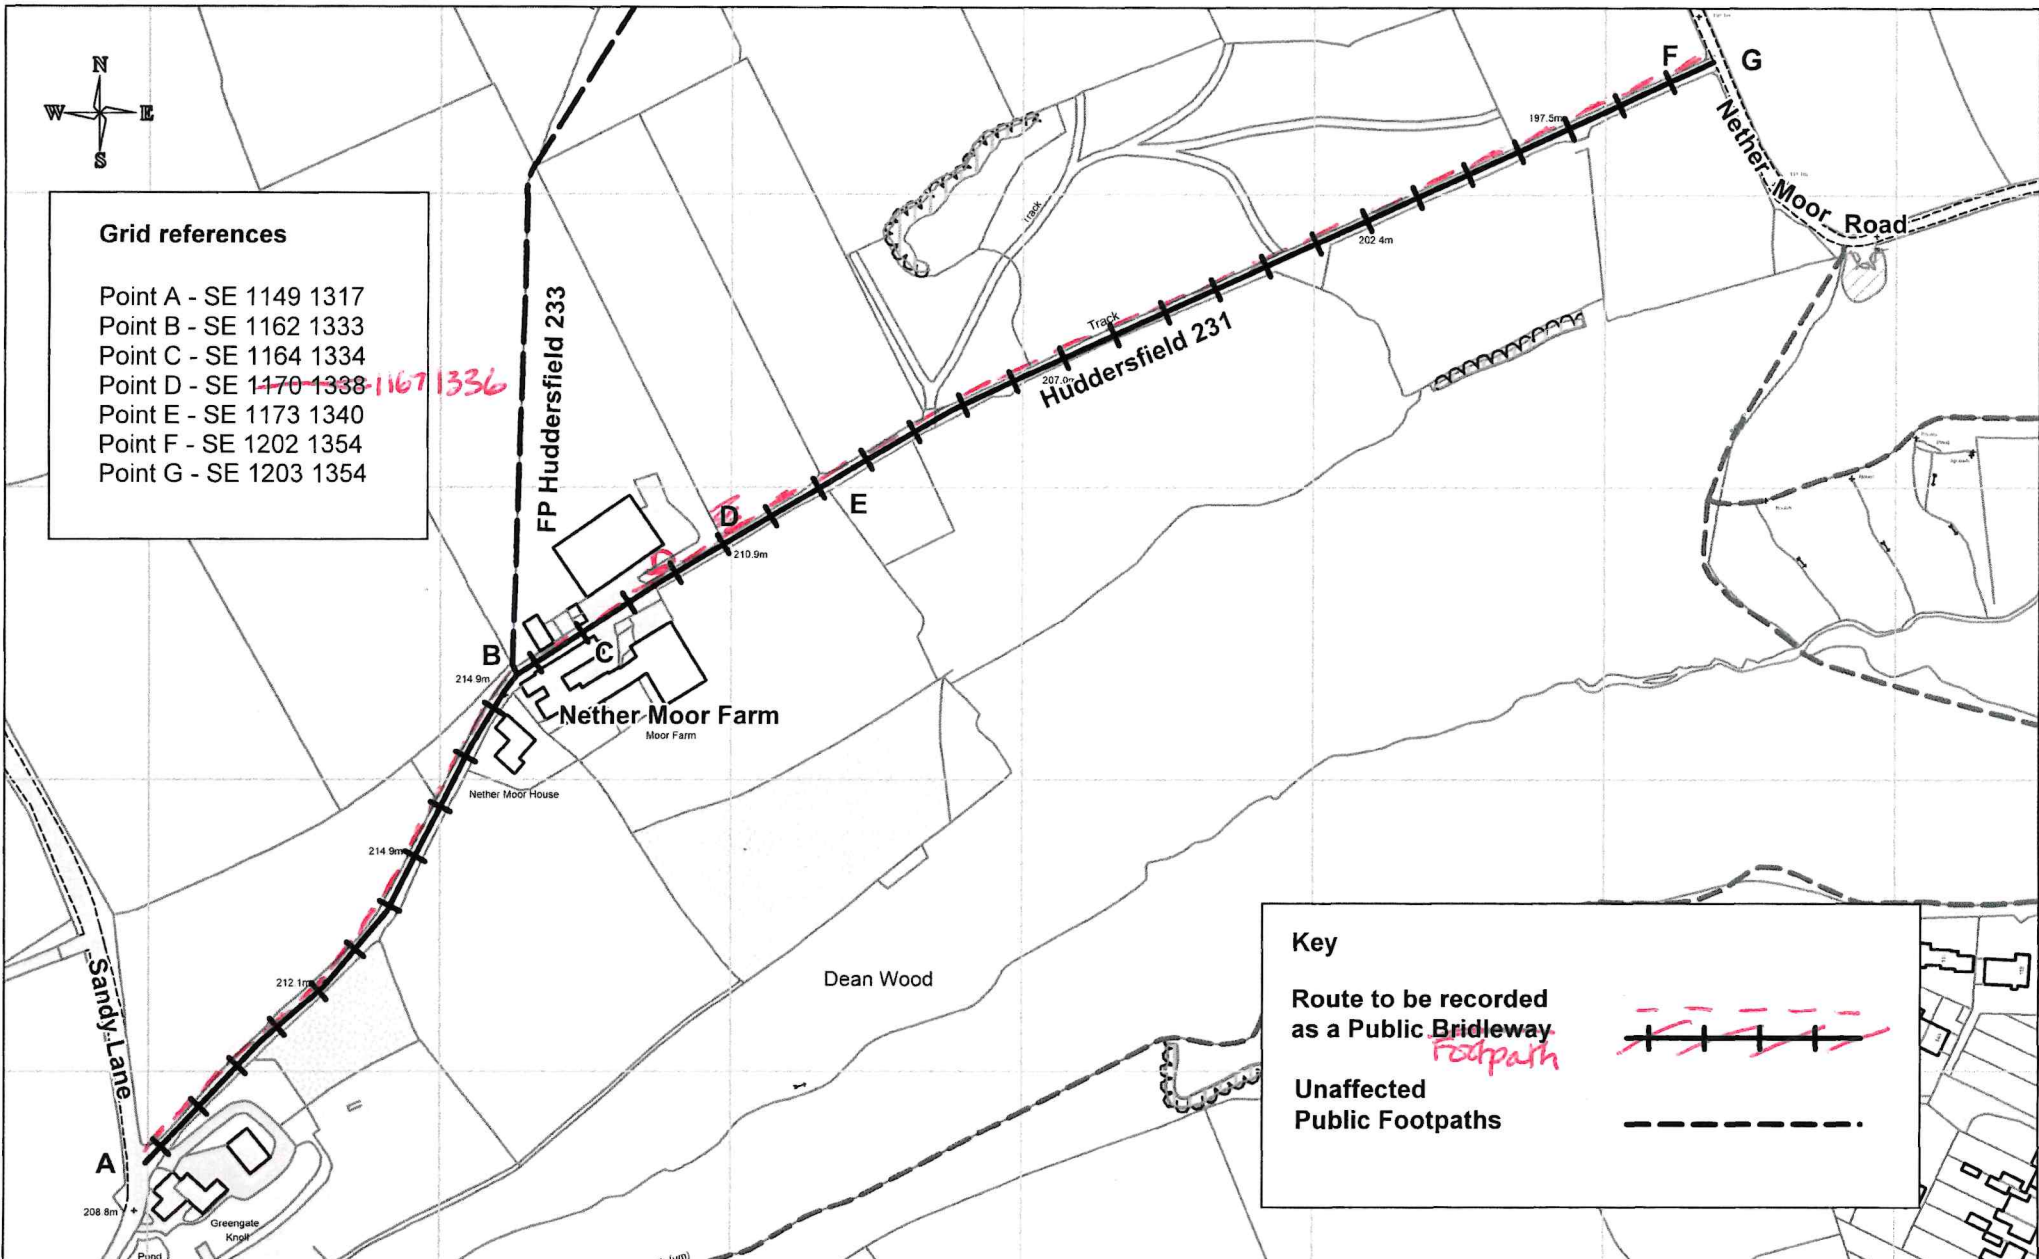 N
W E
S
Grid references
Point A - SE 1149 1317
Point B - SE 1162 1333
Point C - SE 1164 1334
Point D - SE 1170 1338 1167 1336
Point E - SE 1173 1340
Point F - SE 1202 1354
Point G - SE 1203 1354
FP Huddersfield 233
F
G
Nether Moor Road
197.5m
Track
202.4m
Track
Huddersfield 231
207.0m
E
D
210.9m
D
C
B
214.9m
Nether Moor Farm
Moor Farm
Nether Moor House
214.9m
212.1m
Sandy Lane
A
208.8m
Greengate
Knoll
Pond
Dean Wood
Key
Route to be recorded
as a Public Bridleway
Footpath
Unaffected
Public Footpaths